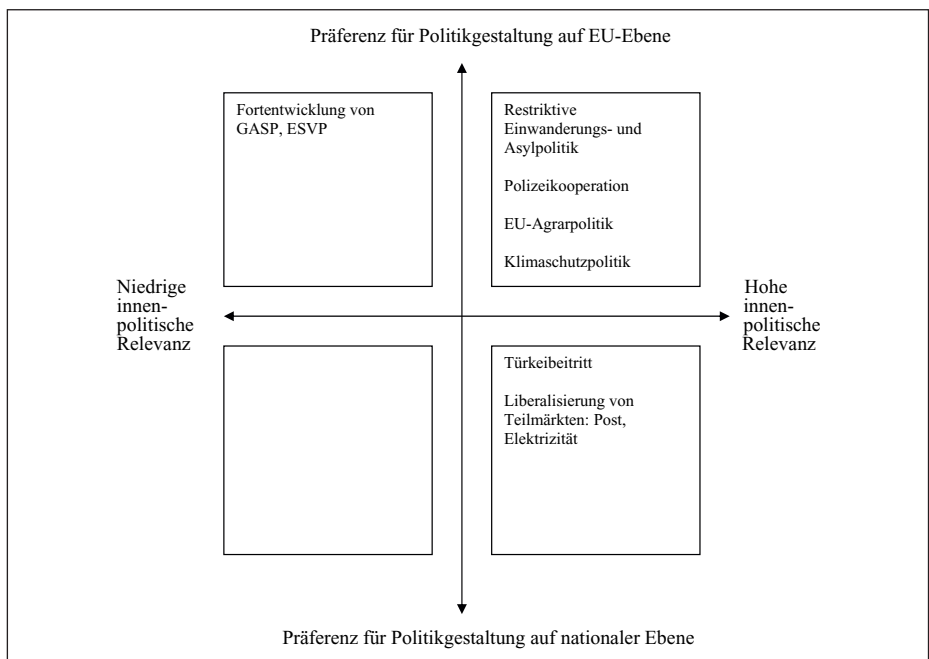 Präferenz für Politikgestaltung auf EU-Ebene
Fortentwicklung von
GASP, ESVP
Restriktive
Einwanderungs- und
Asylpolitik
Polizeikooperation
EU-Agrarpolitik
Klimaschutzpolitik
Niedrige
innen-
politische
Relevanz
Hohe
innen-
politische
Relevanz
Türkeibeitritt
Liberalisierung von
Teilmärkten: Post,
Elektrizität
Präferenz für Politikgestaltung auf nationaler Ebene